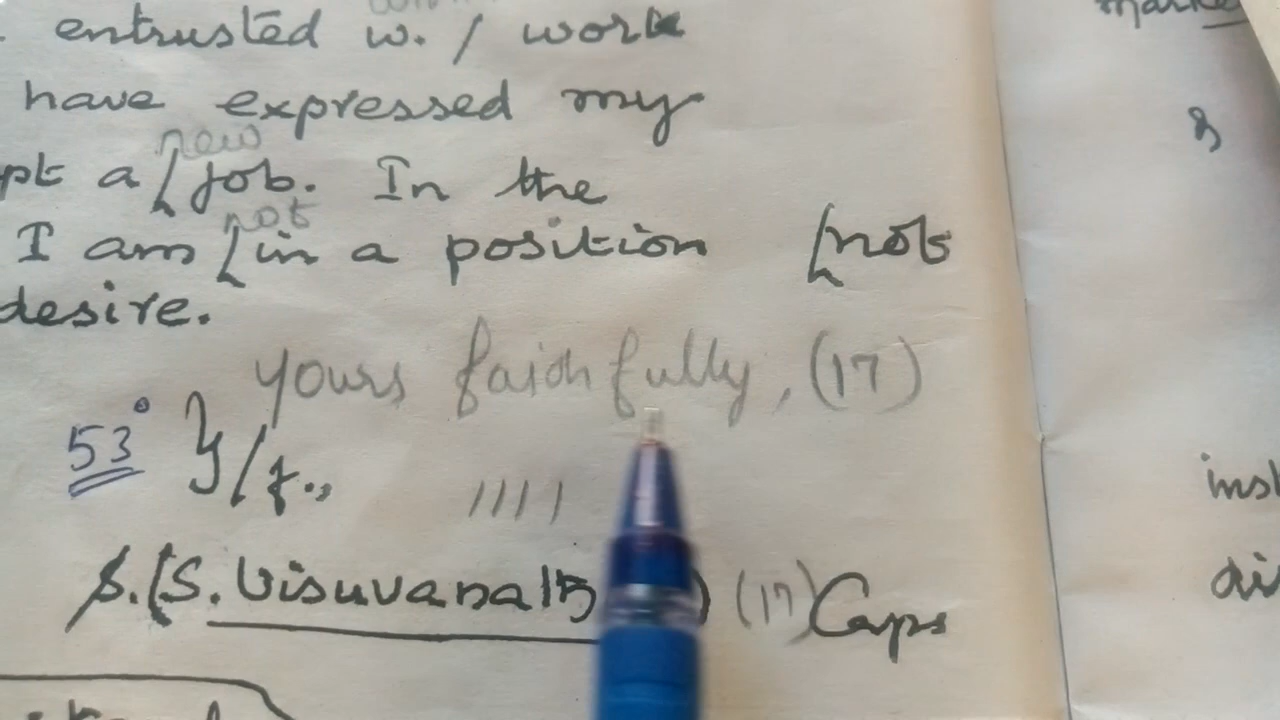 entrusted w. / work
have expressed my
new
pt a [ job. In the
not
I am [ in a position [ not
desire.
yours faithfully, (17)
53° Y/f.,
////
S. (S. Visuvanath ) (17) Caps
inst